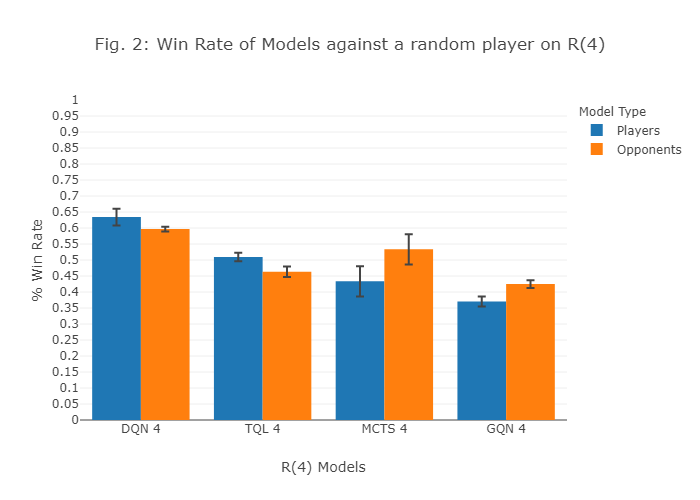 Fig. 2: Win Rate of Models against a random player on R(4)
Model Type
Players
Opponents
% Win Rate
1
0.95
0.9
0.85
0.8
0.75
0.7
0.65
0.6
0.55
0.5
0.45
0.4
0.35
0.3
0.25
0.2
0.15
0.1
0.05
0
DQN 4
TQL 4
MCTS 4
GQN 4
R(4) Models